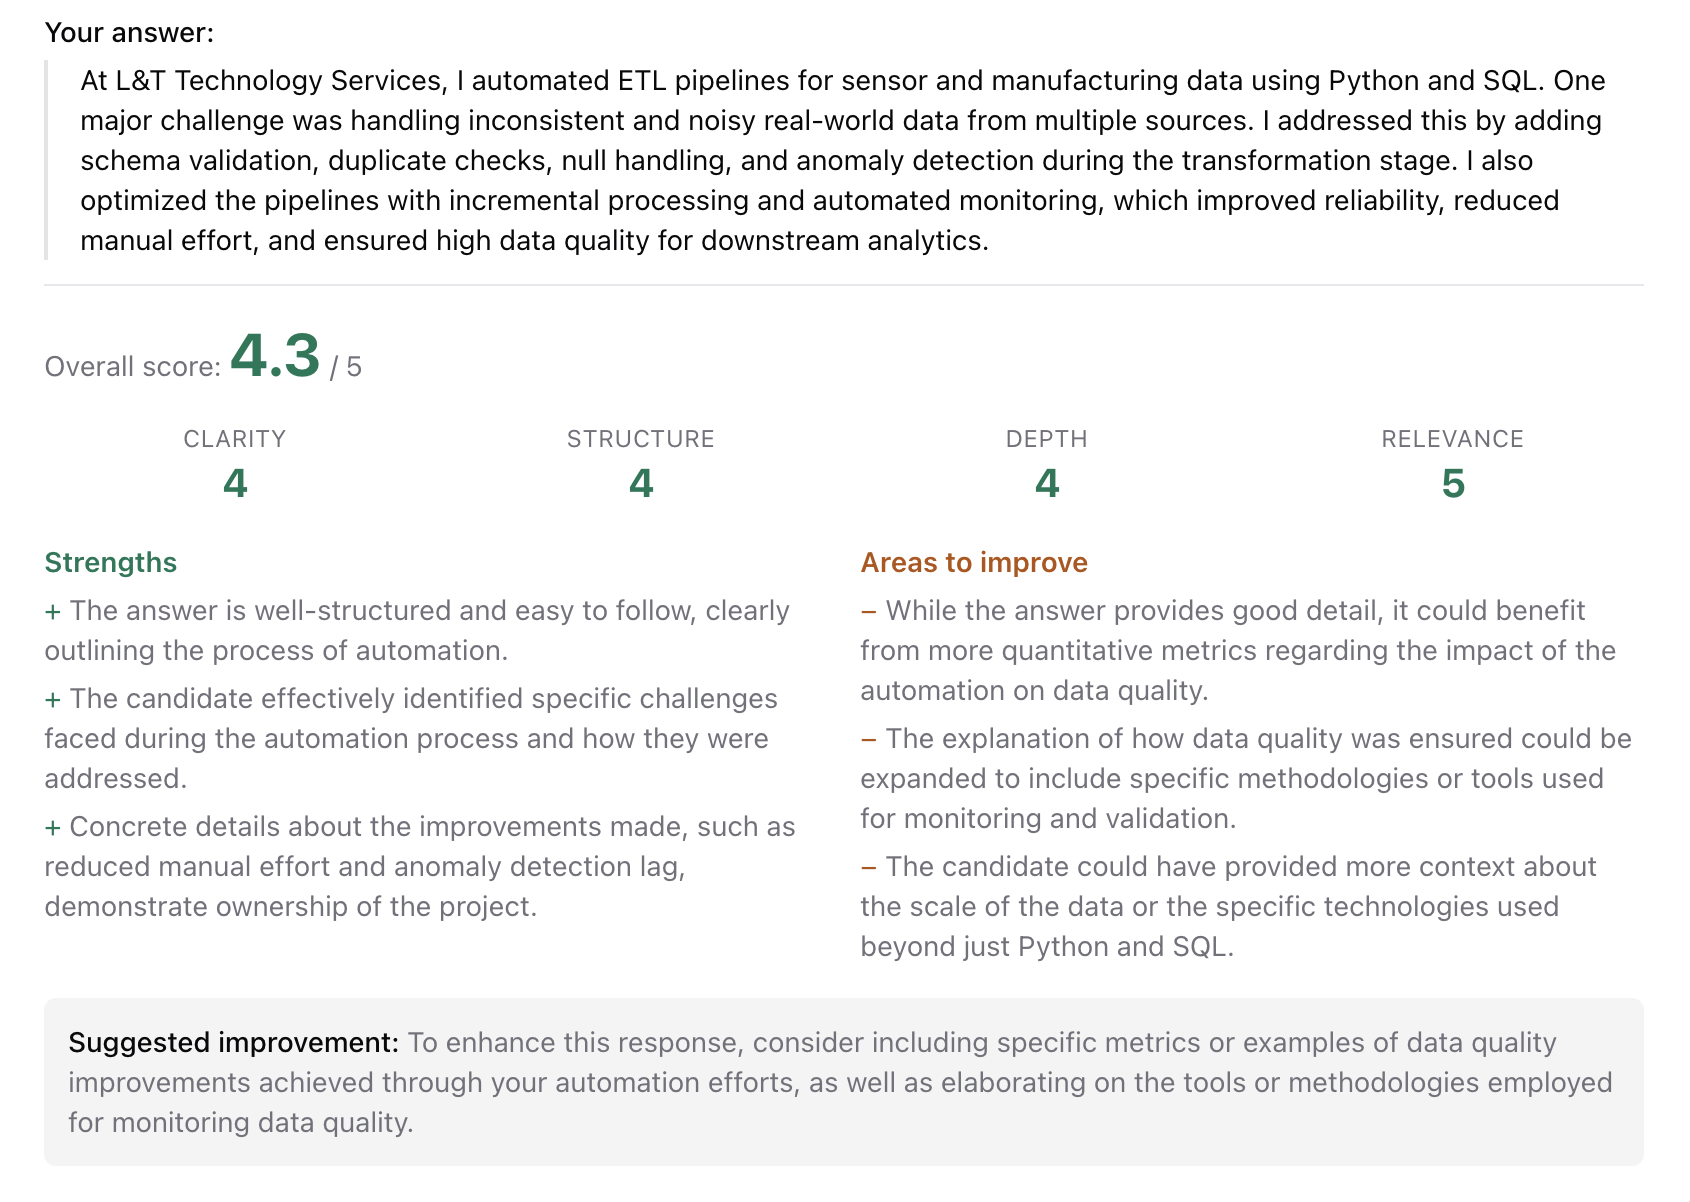 Your answer:
At L&T Technology Services, I automated ETL pipelines for sensor and manufacturing data using Python and SQL. One
major challenge was handling inconsistent and noisy real-world data from multiple sources. I addressed this by adding
schema validation, duplicate checks, null handling, and anomaly detection during the transformation stage. I also
optimized the pipelines with incremental processing and automated monitoring, which improved reliability, reduced
manual effort, and ensured high data quality for downstream analytics.
Overall score: 4.3 / 5
CLARITY
4
STRUCTURE
4
DEPTH
4
RELEVANCE
5
Strengths
+ The answer is well-structured and easy to follow, clearly
outlining the process of automation.
+ The candidate effectively identified specific challenges
faced during the automation process and how they were
addressed.
+ Concrete details about the improvements made, such as
reduced manual effort and anomaly detection lag,
demonstrate ownership of the project.
Areas to improve
– While the answer provides good detail, it could benefit
from more quantitative metrics regarding the impact of the
automation on data quality.
– The explanation of how data quality was ensured could be
expanded to include specific methodologies or tools used
for monitoring and validation.
– The candidate could have provided more context about
the scale of the data or the specific technologies used
beyond just Python and SQL.
Suggested improvement: To enhance this response, consider including specific metrics or examples of data quality
improvements achieved through your automation efforts, as well as elaborating on the tools or methodologies employed
for monitoring data quality.